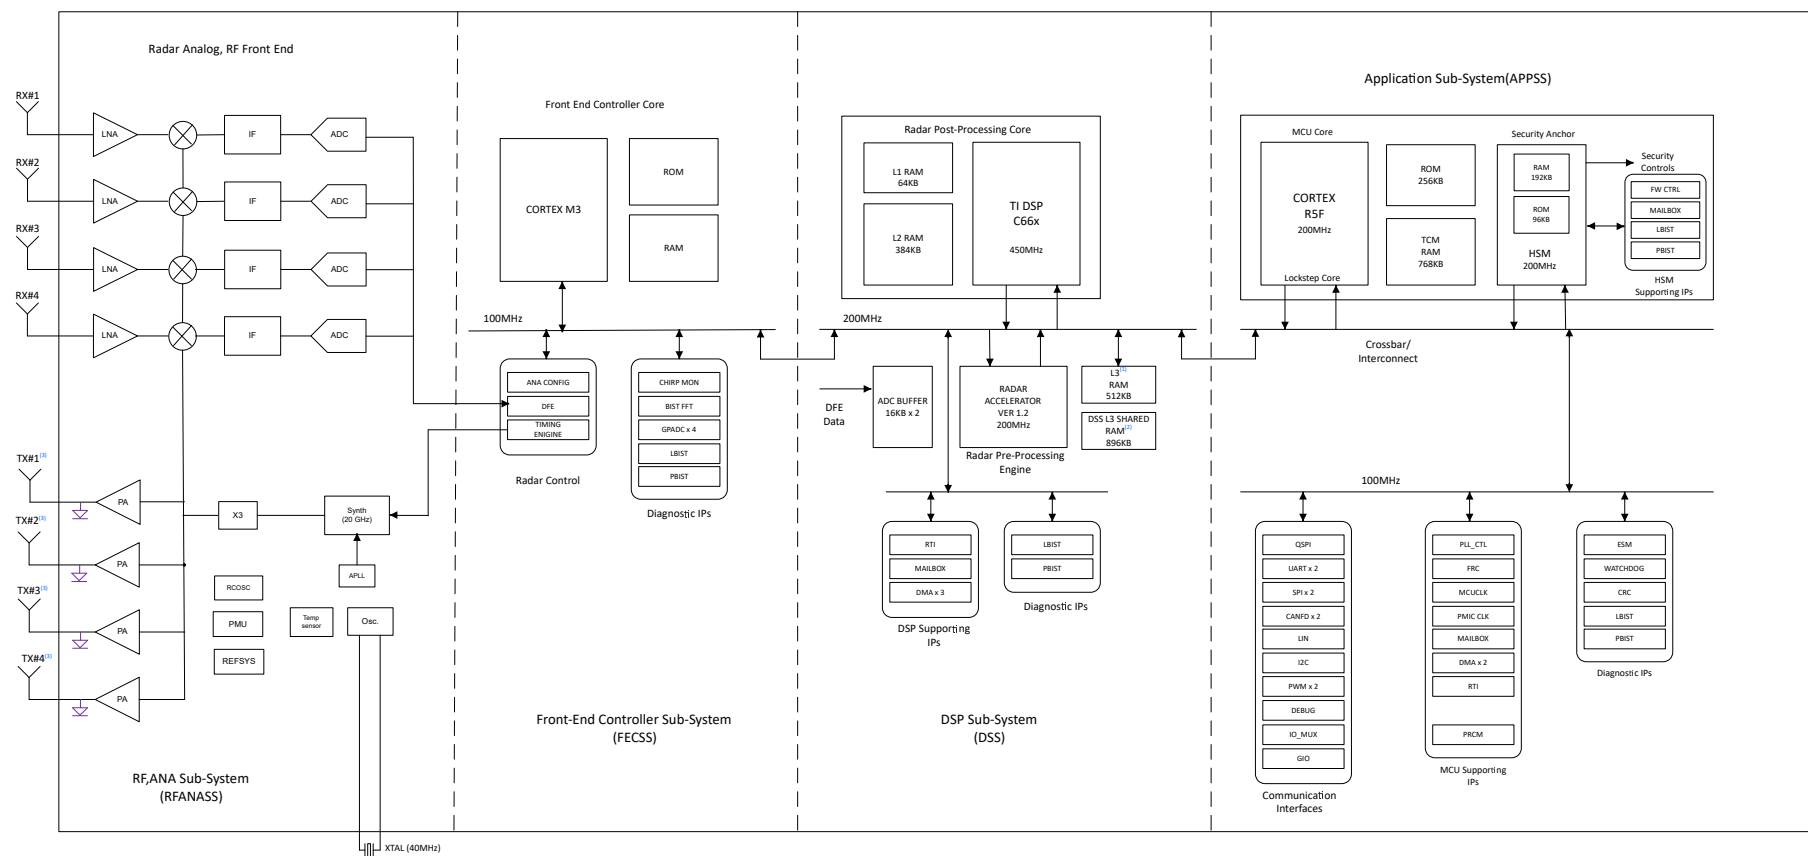 Radar Analog, RF Front End
RX#1
LNA
IF
ADC
RX#2
LNA
IF
ADC
RX#3
LNA
IF
ADC
RX#4
LNA
IF
ADC
TX#1(3)
PA
X3
Synth
(20 GHz)
TX#2(3)
PA
APLL
TX#3(3)
PA
RCOSC
PMU
REFSYS
Temp
sensor
Osc.
TX#4(3)
PA
RF,ANA Sub-System
(RFANASS)
XTAL (40MHz)
Front End Controller Core
CORTEX M3
ROM
RAM
100MHz
ANA CONFIG
DFE
TIMING
ENIGINE
Radar Control
CHIRP MON
BIST FFT
GPADC x 4
LBIST
PBIST
Diagnostic IPs
Front-End Controller Sub-System
(FECSS)
Radar Post-Processing Core
L1 RAM
64KB
L2 RAM
384KB
TI DSP
C66x
450MHz
200MHz
DFE
Data
ADC BUFFER
16KB x 2
RADAR
ACCELERATOR
VER 1.2
200MHz
Radar Pre-Processing
Engine
L3(1)
RAM
512KB
DSS L3 SHARED
RAM(2)
896KB
RTI
MAILBOX
DMA x 3
DSP Supporting
IPs
LBIST
PBIST
Diagnostic IPs
DSP Sub-System
(DSS)
Application Sub-System(APPSS)
MCU Core
CORTEX
R5F
200MHz
Lockstep Core
ROM
256KB
TCM
RAM
768KB
Security Anchor
RAM
192KB
ROM
96KB
HSM
200MHz
Security
Controls
FW CTRL
MAILBOX
LBIST
PBIST
HSM
Supporting IPs
Crossbar/
Interconnect
100MHz
QSPI
UART x 2
SPI x 2
CANFD x 2
LIN
I2C
PWM x 2
DEBUG
IO_MUX
GIO
Communication
Interfaces
PLL_CTL
FRC
MCUCLK
PMIC CLK
MAILBOX
DMA x 2
RTI
PRCM
MCU Supporting
IPs
ESM
WATCHDOG
CRC
LBIST
PBIST
Diagnostic IPs